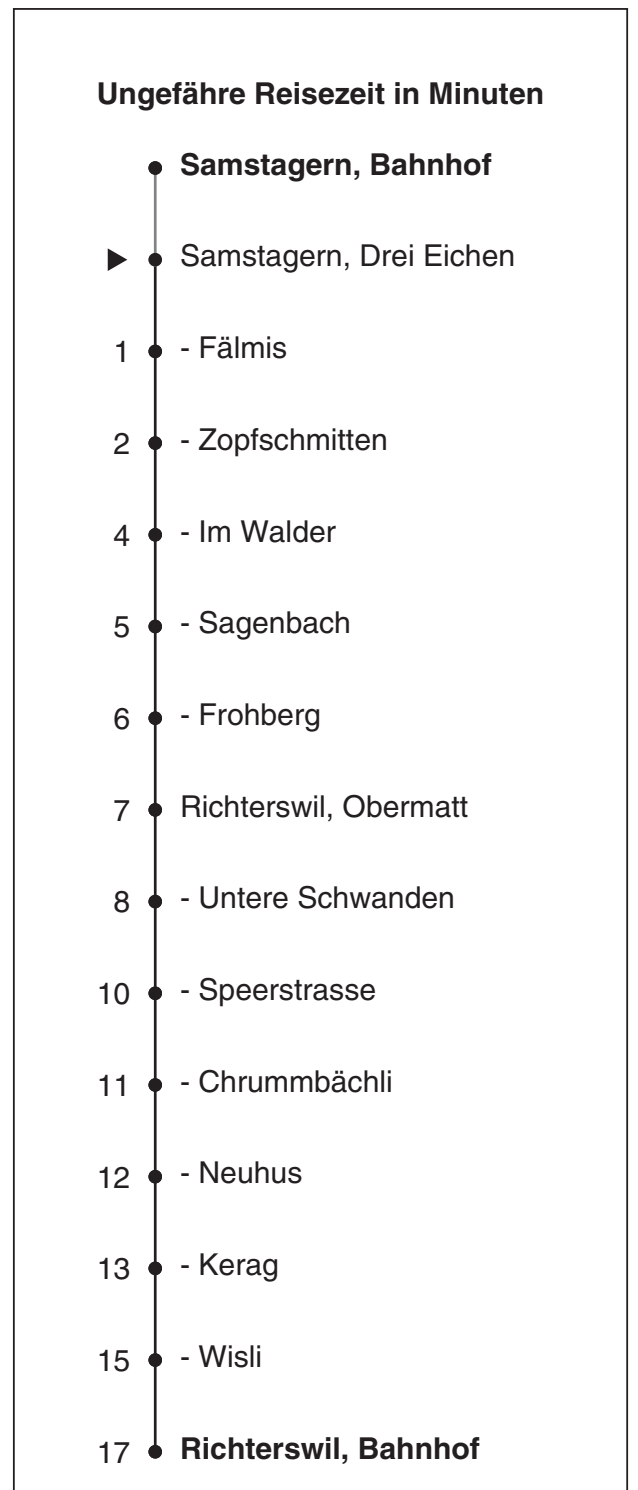 Ungefähre Reisezeit in Minuten
Samstagern, Bahnhof
▶ Samstagern, Drei Eichen
1 - Fälmis
2 - Zopfschmitten
4 - Im Walder
5 - Sagenbach
6 - Frohberg
7 Richterswil, Obermatt
8 - Untere Schwanden
10 - Speerstrasse
11 - Chrummbächli
12 - Neuhus
13 - Kerag
15 - Wisli
17 Richterswil, Bahnhof